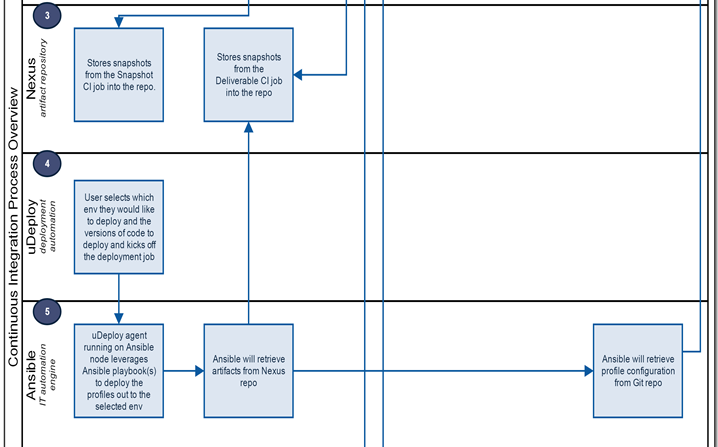 Continuous Integration Process Overview
3
Nexus
artifact repository
Stores snapshots
from the Snapshot
CI job into the repo.
Stores snapshots
from the
Deliverable CI job
into the repo
4
uDeploy
deployment
automation
User selects which
env they would like
to deploy and the
versions of code to
deploy and kicks off
the deployment job
5
Ansible
IT automation
engine
uDeploy agent
running on Ansible
node leverages
Ansible playbook(s)
to deploy the
profiles out to the
selected env
Ansible will retrieve
artifacts from Nexus
repo
Ansible will retrieve
profile configuration
from Git repo